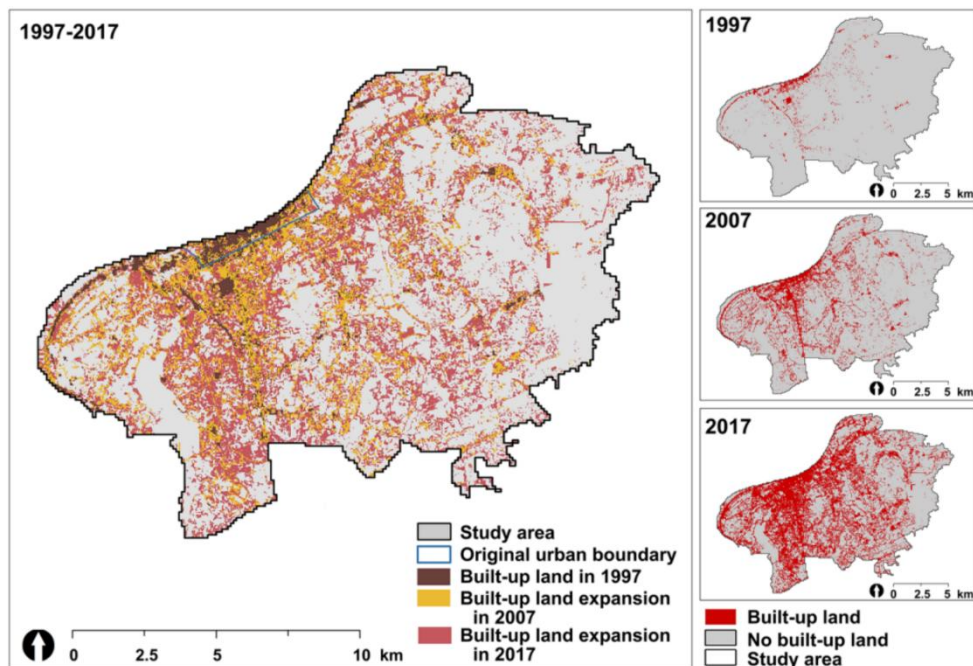 1997-2017
Study area
Original urban boundary
Built-up land in 1997
Built-up land expansion
in 2007
Built-up land expansion
in 2017
0 2.5 5 10 km
1997
0 2.5 5 km
2007
0 2.5 5 km
2017
0 2.5 5 km
Built-up land
No built-up land
Study area